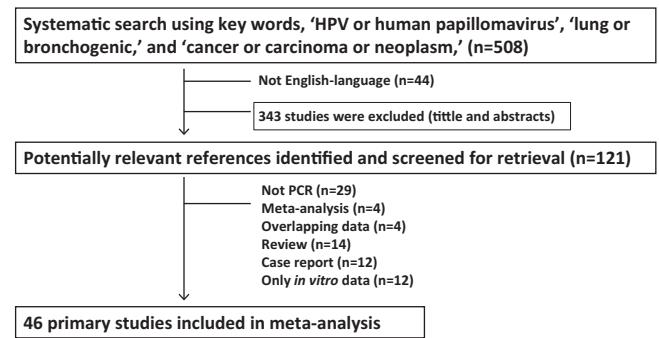 Systematic search using key words, ‘HPV or human papillomavirus’, ‘lung or
bronchogenic,’ and ‘cancer or carcinoma or neoplasm,’ (n=508)
Not English-language (n=44)
343 studies were excluded (tittle and abstracts)
Potentially relevant references identified and screened for retrieval (n=121)
Not PCR (n=29)
Meta-analysis (n=4)
Overlapping data (n=4)
Review (n=14)
Case report (n=12)
Only in vitro data (n=12)
46 primary studies included in meta-analysis